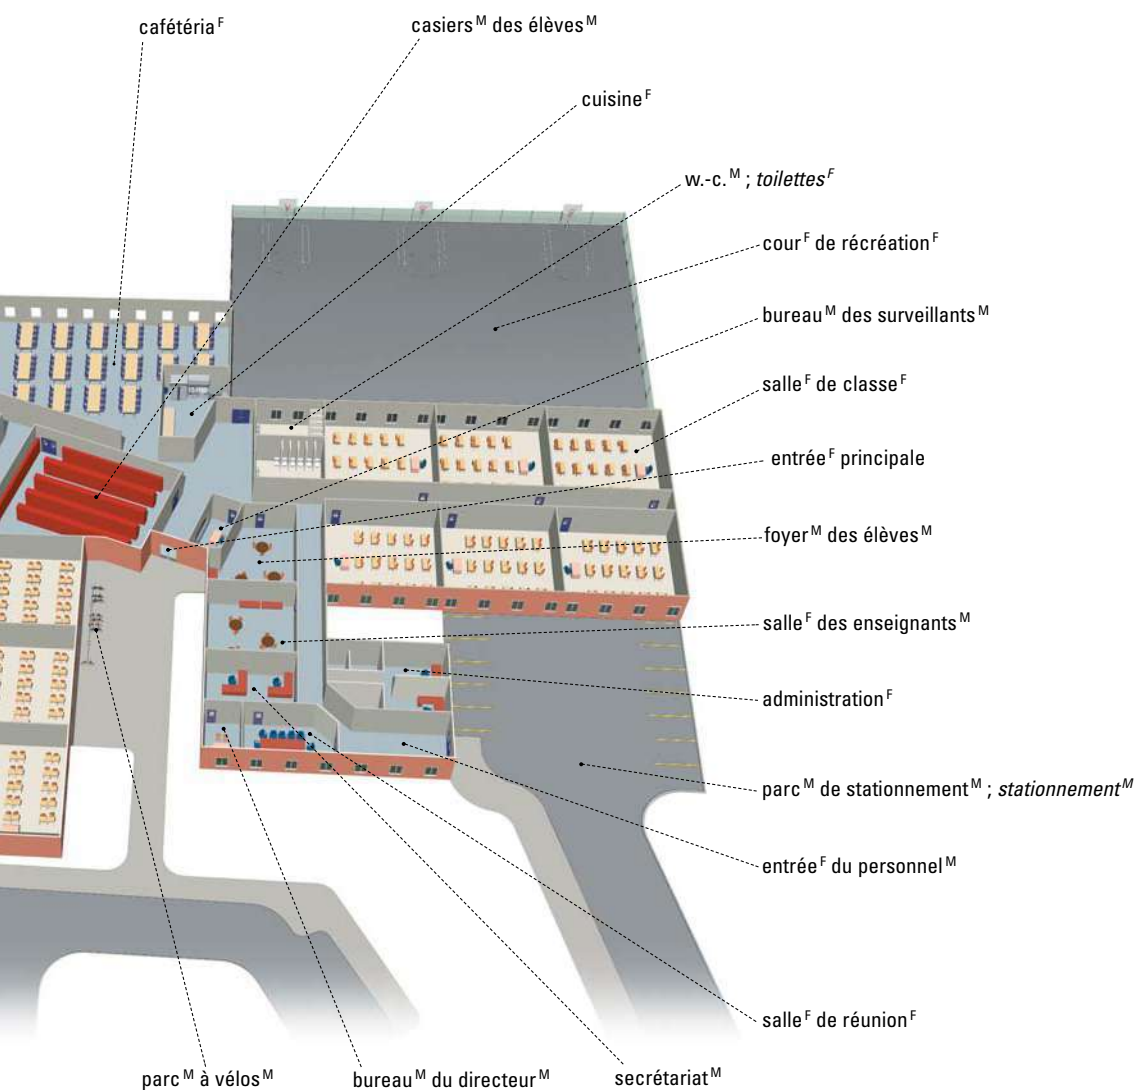 cafétéria F
casiers M des élèves M
cuisine F
w.-c. M ; toilettes F
cour F de récréation F
bureau M des surveillants M
salle F de classe F
entrée F principale
foyer M des élèves M
salle F des enseignants M
administration F
parc M de stationnement M ; stationnement M
entrée F du personnel M
salle F de réunion F
parc M à vélos M
bureau M du directeur M
secrétariat M